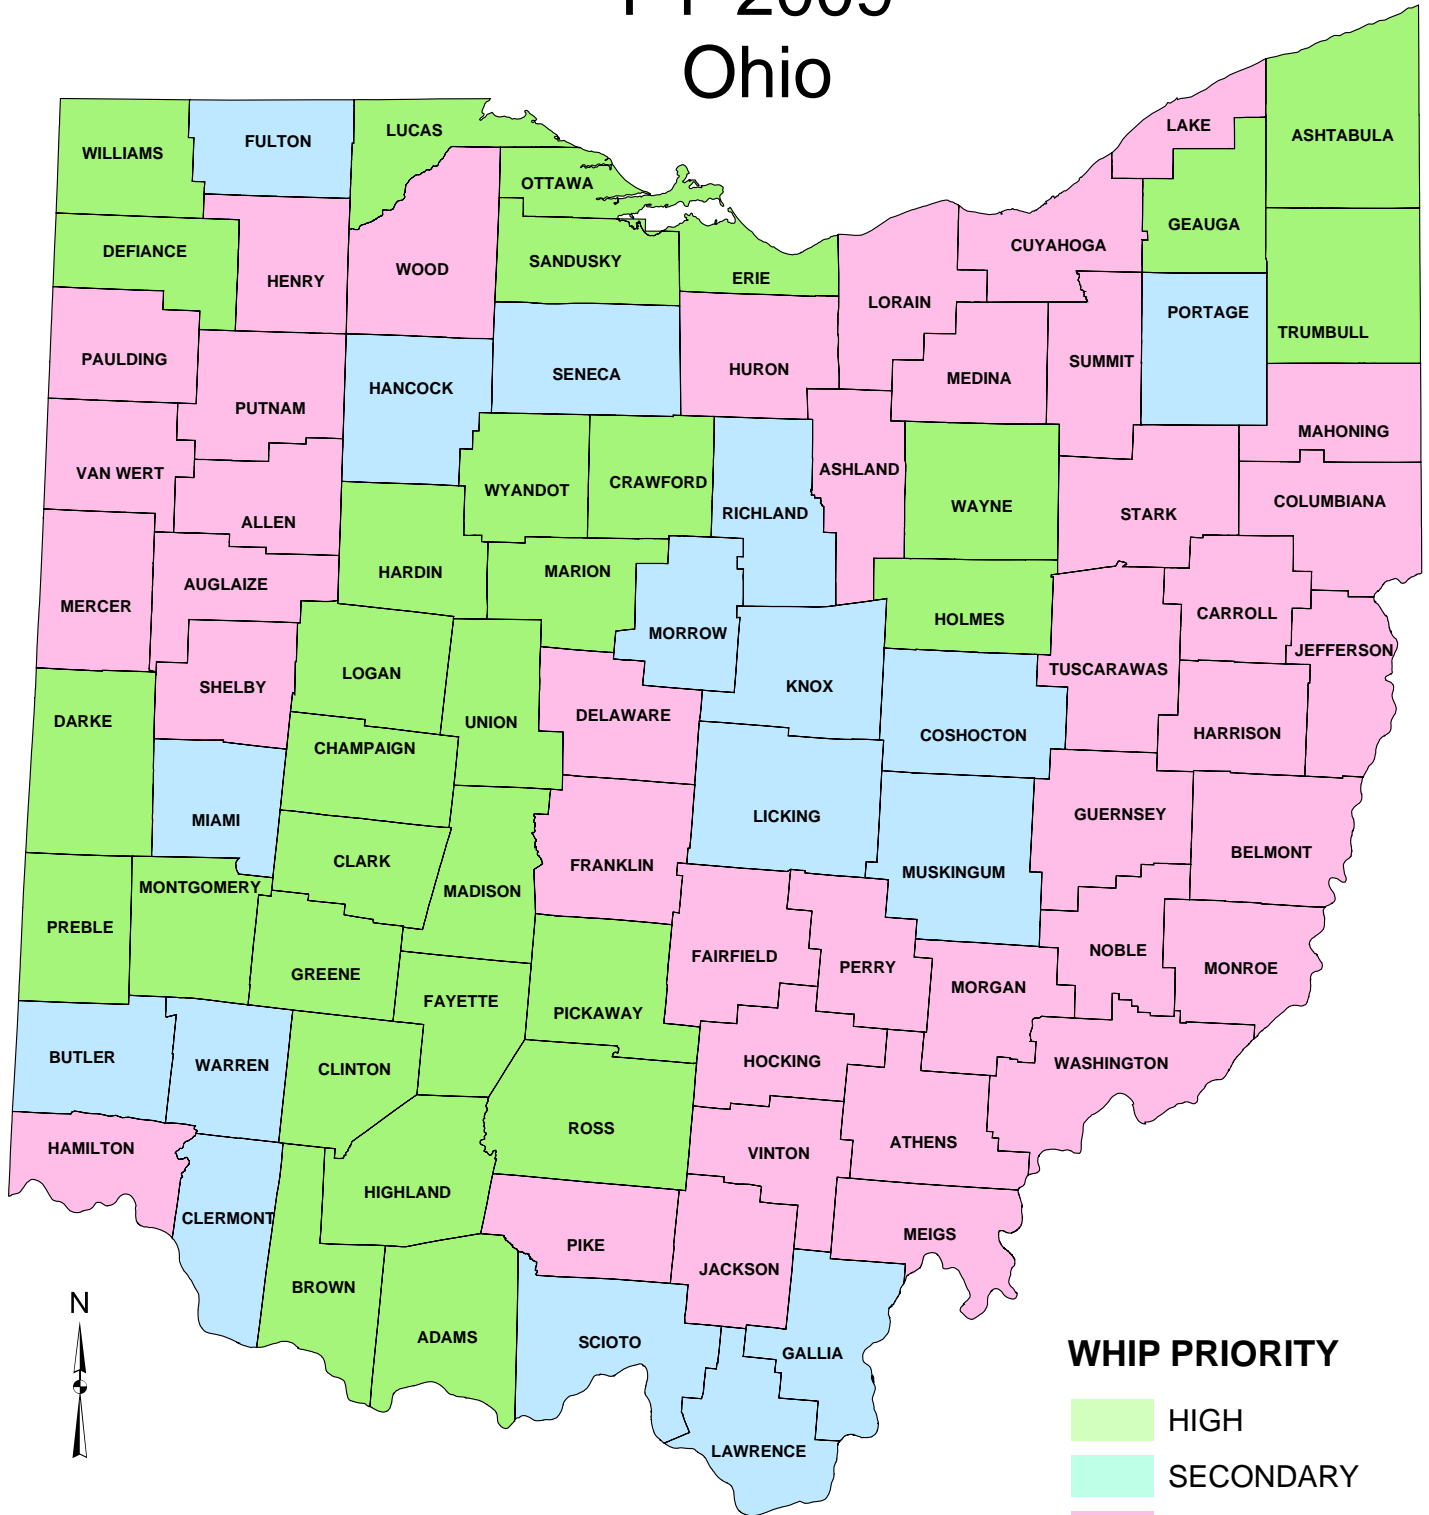 Ohio
LAKE
ASHTABULA
LUCAS
FULTON
WILLIAMS
OTTAWA
GEAUGA
CUYAHOGA
DEFIANCE
SANDUSKY
WOOD
ERIE
HENRY
LORAIN
PORTAGE
TRUMBULL
PAULDING
SUMMIT
HURON
SENECA
MEDINA
HANCOCK
PUTNAM
MAHONING
ASHLAND
VAN WERT
CRAWFORD
WYANDOT
COLUMBIANA
WAYNE
RICHLAND
STARK
ALLEN
MARION
HARDIN
AUGLAIZE
MERCER
CARROLL
HOLMES
MORROW
JEFFERSON
TUSCARAWAS
LOGAN
KNOX
SHELBY
DELAWARE
DARKE
UNION
HARRISON
COSHOCTON
CHAMPAIGN
GUERNSEY
LICKING
MIAMI
BELMONT
CLARK
FRANKLIN
MUSKINGUM
MONTGOMERY
MADISON
PREBLE
NOBLE
FAIRFIELD
PERRY
MONROE
GREENE
MORGAN
FAYETTE
PICKAWAY
BUTLER
HOCKING
WASHINGTON
WARREN
CLINTON
ROSS
ATHENS
HAMILTON
VINTON
HIGHLAND
CLERMONT
MEIGS
PIKE
JACKSON
BROWN
ADAMS
SCIOTO
GALLIA
LAWRENCE
N
WHIP PRIORITY
HIGH
SECONDARY